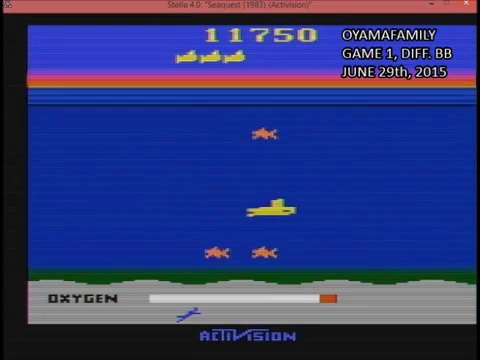 Stella 4.0: "Seaquest (1983) (Activision)"
11750
OYAMAFAMILY
GAME 1, DIFF. BB
JUNE 29th, 2015
OXYGEN
ACTIVISION